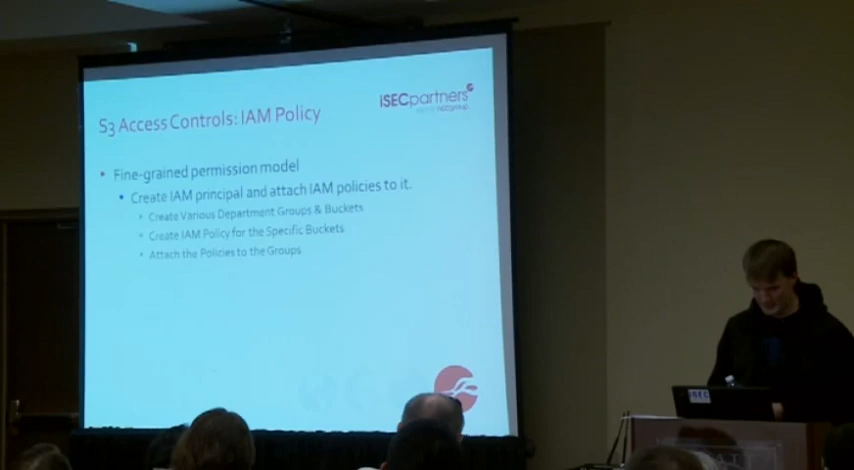 S3 Access Controls: IAM Policy
iSECpartners
Fine-grained permission model
Create IAM principal and attach IAM policies to it.
Create Various Department Groups & Buckets
Create IAM Policy for the Specific Buckets
Attach the Policies to the Groups
iSEC